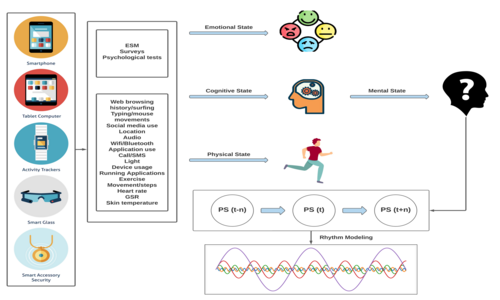 Smartphone
Tablet Computer
Activity Trackers
Smart Glass
Smart Accessory
Security
ESM
Surveys
Psychological tests
Web browsing
history/surfing
Typing/mouse
movements
Social media use
Location
Audio
Wifi/Bluetooth
Application use
Call/SMS
Light
Device usage
Running Applications
Exercise
Movement/steps
Heart rate
GSR
Skin temperature
Emotional State
Cognitive State
Mental State
?
Physical State
PS (t-n)
PS (t)
PS (t+n)
Rhythm Modeling